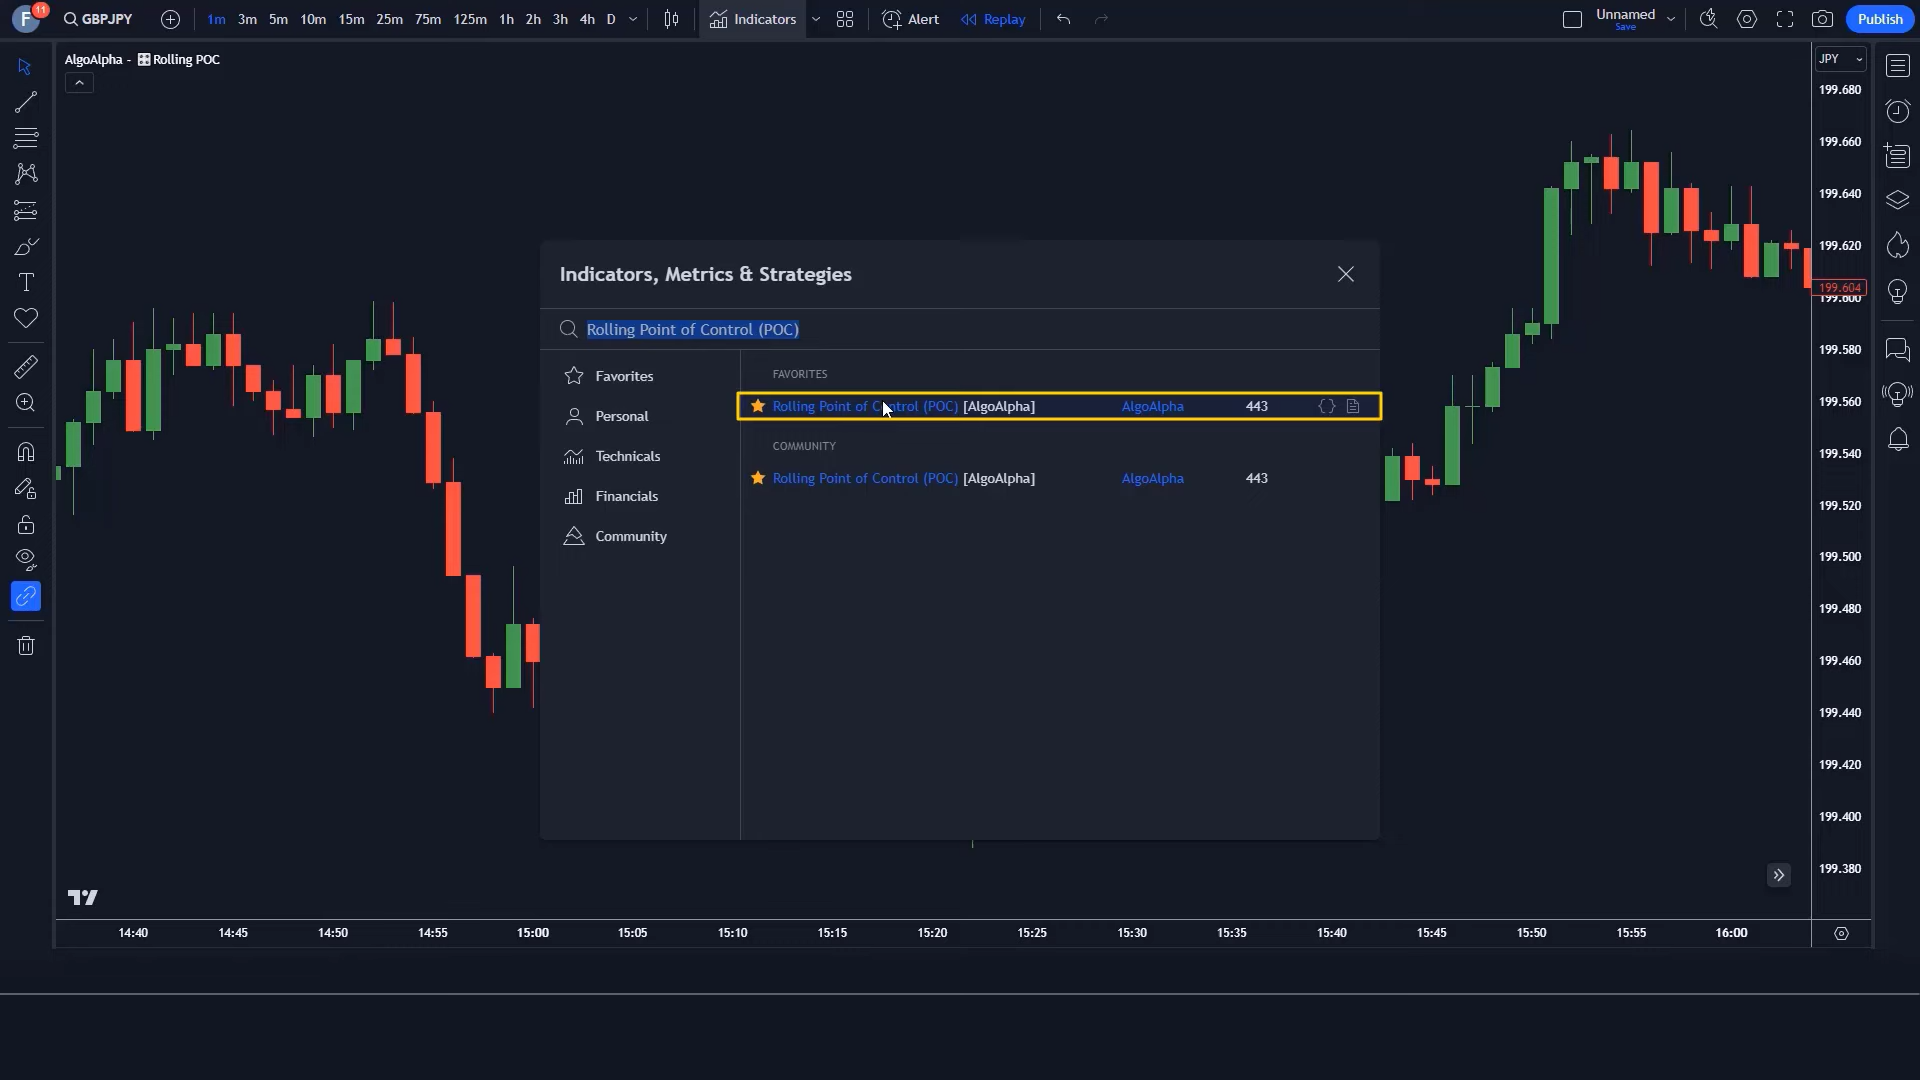 F 11 GBPJPY 1m 3m 5m 10m 15m 25m 75m 125m 1h 2h 3h 4h D Indicators Alert Replay Unnamed Publish
Save
AlgoAlpha - Rolling POC
JPY
199.680
199.660
199.640
199.620
199.604
199.600
199.580
199.560
199.540
199.520
199.500
199.480
199.460
199.440
199.420
199.400
199.380
Indicators, Metrics & Strategies
Rolling Point of Control (POC)
Favorites
Personal
Technicals
Financials
Community
FAVORITES
Rolling Point of Control (POC) [AlgoAlpha] AlgoAlpha 443
COMMUNITY
Rolling Point of Control (POC) [AlgoAlpha] AlgoAlpha 443
14:40 14:45 14:50 14:55 15:00 15:05 15:10 15:15 15:20 15:25 15:30 15:35 15:40 15:45 15:50 15:55 16:00